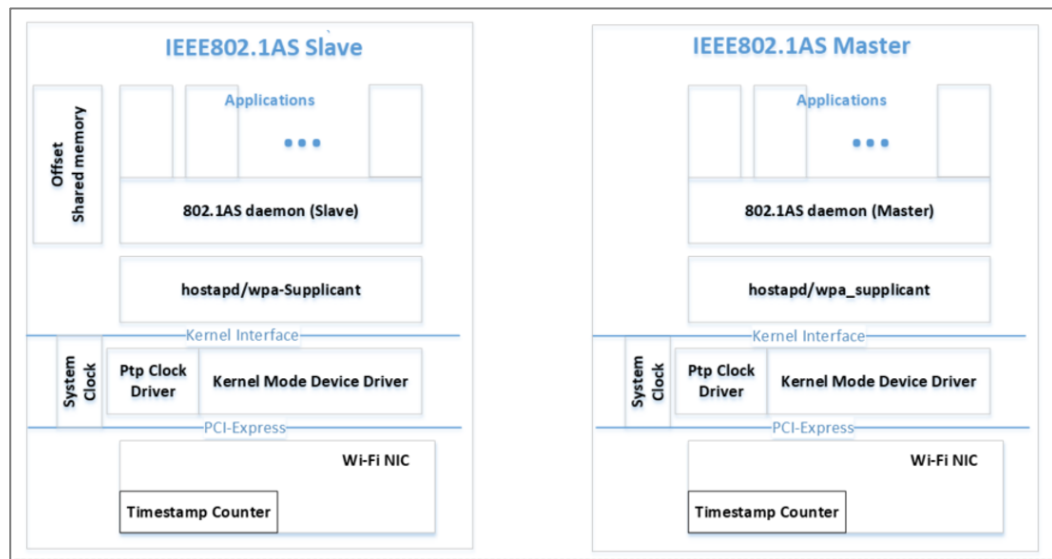 IEEE802.1AS Slave
Applications
...
Offset
Shared memory
802.1AS daemon (Slave)
hostapd/wpa-Supplicant
Kernel Interface
System
Clock
Ptp Clock
Driver
Kernel Mode Device Driver
PCI-Express
Wi-Fi NIC
Timestamp Counter
IEEE802.1AS Master
Applications
...
802.1AS daemon (Master)
hostapd/wpa_supplicant
Kernel Interface
System
Clock
Ptp Clock
Driver
Kernel Mode Device Driver
PCI-Express
Wi-Fi NIC
Timestamp Counter